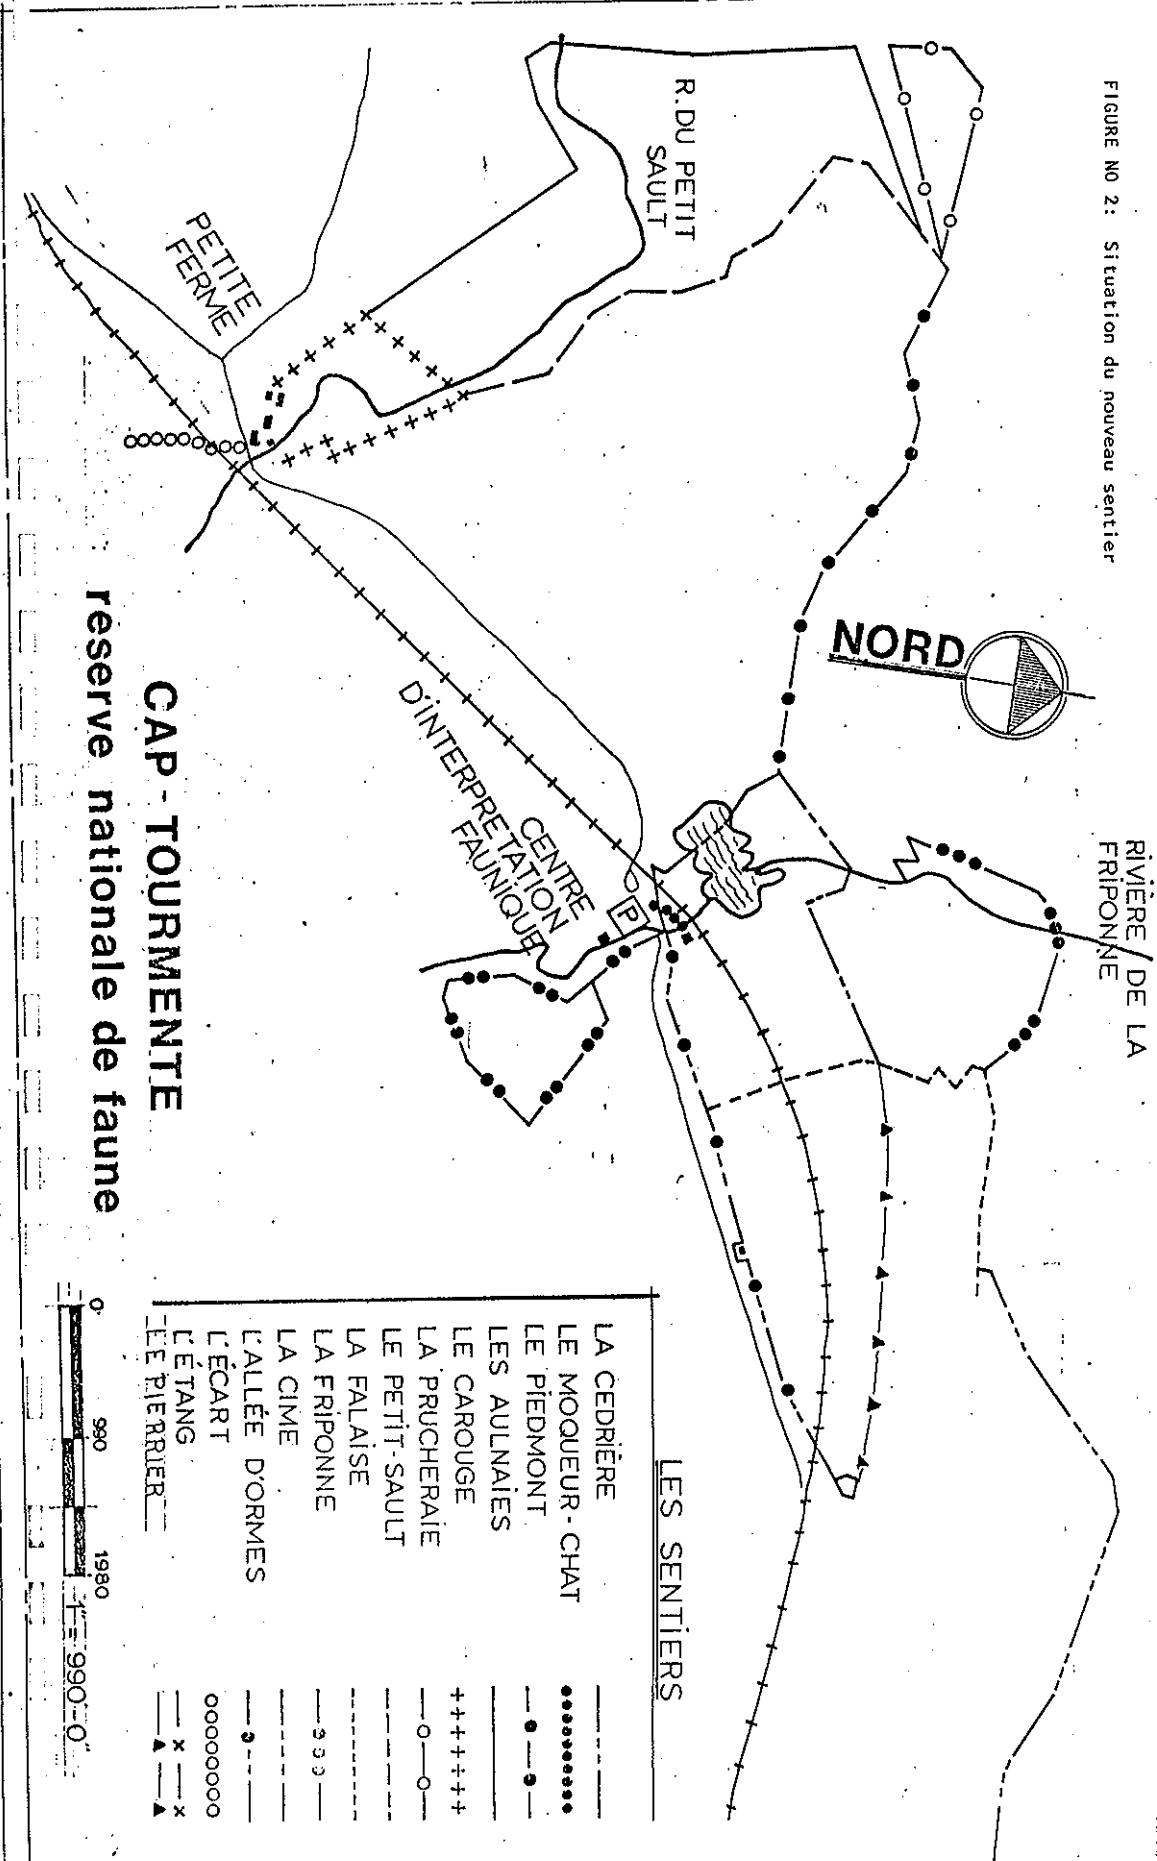 FIGURE NO 2: Situation du nouveau sentier
RIVIÈRE DE LA
FRIPONNE
NORD
R. DU PETIT
SAULT
PETITE
FERME
CENTRE
D'INTERPRETATION
FAUNIQUE
P
CAP-TOURMENTE
reserve nationale de faune
LES SENTIERS
LA CEDRIÈRE
LE MOQUEUR-CHAT
LE PIEDMONT
LES AULNAIES
LE CAROUGE
LA PRUCHERAIE
LE PETIT-SAULT
LA FALAISE
LA FRIPONNE
LA CIME
L'ALLÉE D'ORMES
L'ÉCART
L'ÉTANG
LE PIERRIER
0 990 1980
1"=990'-0"